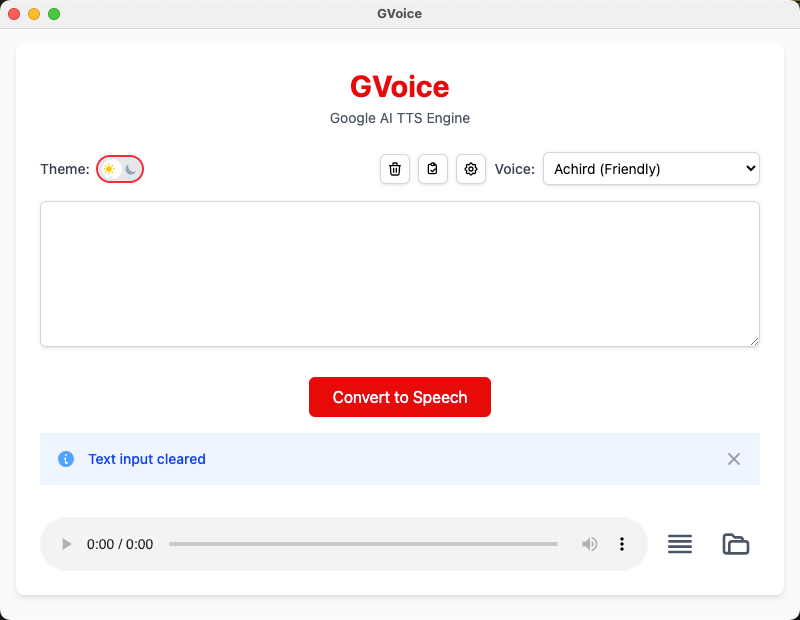 GVoice
GVoice
Google AI TTS Engine
Theme: Voice: Achird (Friendly)
Convert to Speech
Text input cleared
0:00 / 0:00